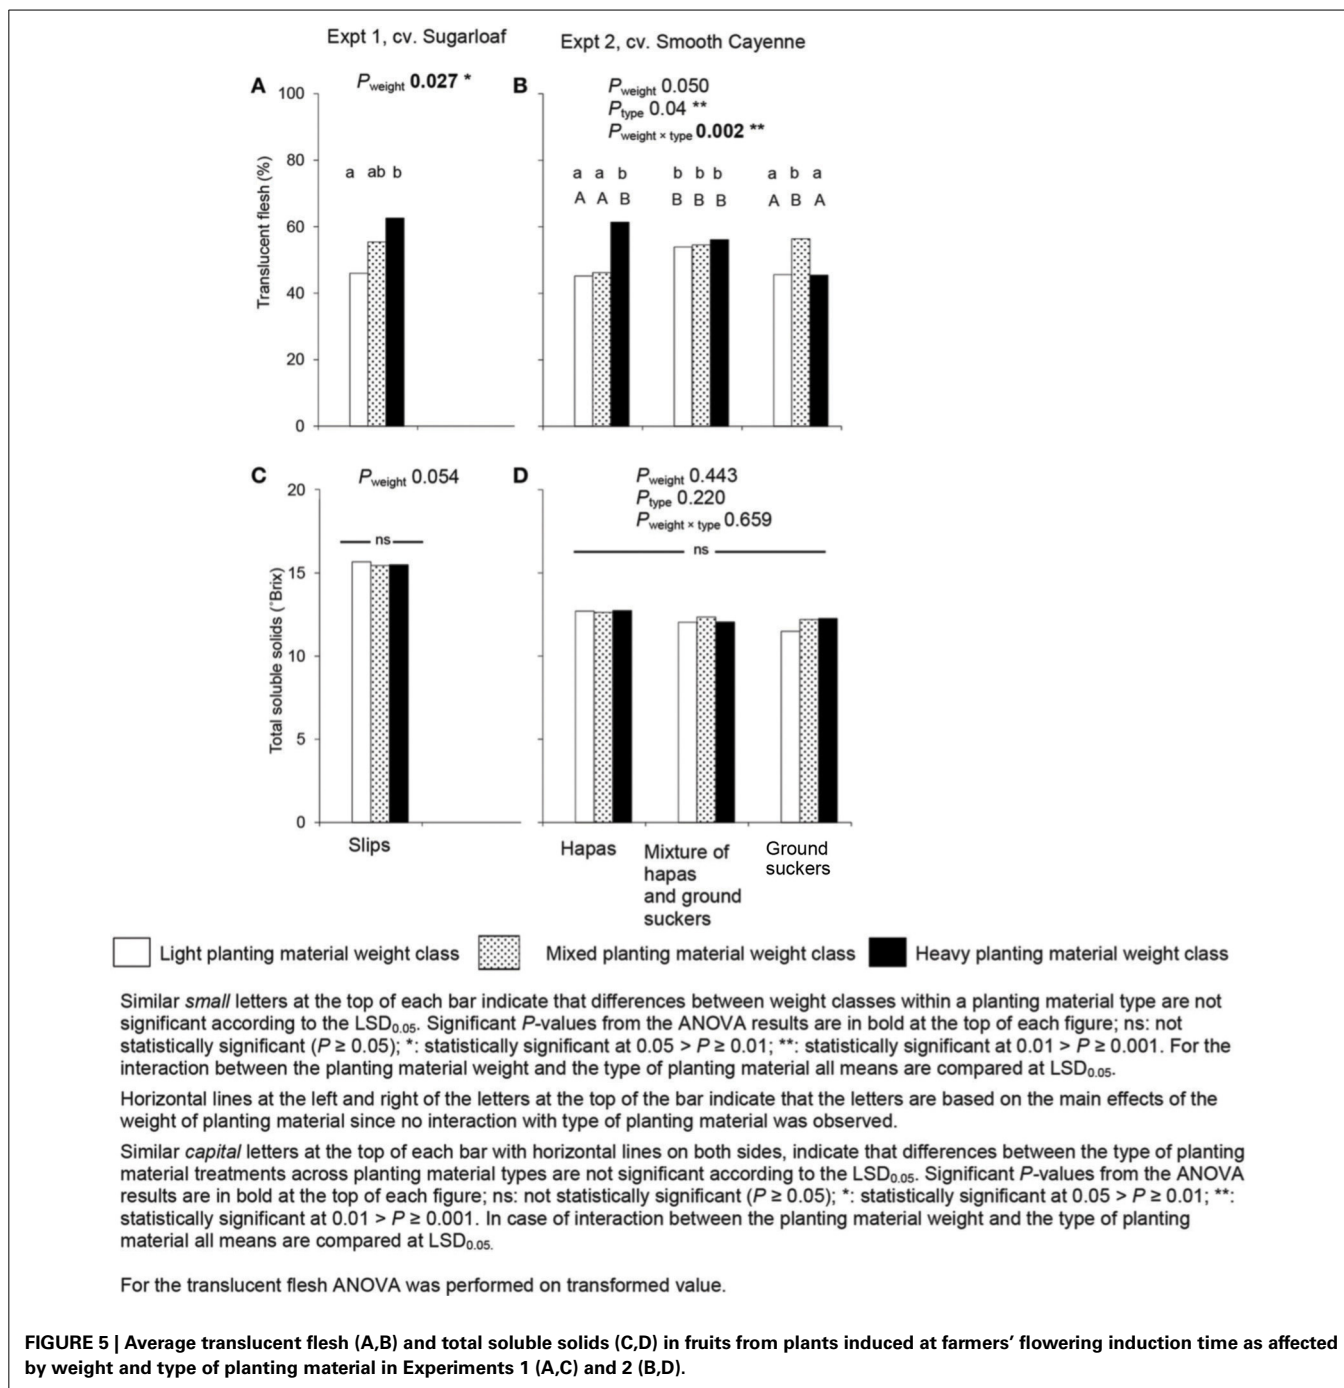 Expt 1, cv. Sugarloaf
Expt 2, cv. Smooth Cayenne
A
Pweight 0.027 *
B
Pweight 0.050
Ptype 0.04 **
Pweight × type 0.002 **
Translucent flesh (%)
100
80
60
40
20
0
a ab b
a a b b b b a b a
A A B B B B A B A
C
Pweight 0.054
D
Pweight 0.443
Ptype 0.220
Pweight × type 0.659
Total soluble solids (°Brix)
20
15
10
5
0
ns
ns
Slips
Hapas
Mixture of
hapas
and ground
suckers
Ground
suckers
Light planting material weight class
Mixed planting material weight class
Heavy planting material weight class
Similar small letters at the top of each bar indicate that differences between weight classes within a planting material type are not
significant according to the LSD0.05. Significant P-values from the ANOVA results are in bold at the top of each figure; ns: not
statistically significant (P ≥ 0.05); *: statistically significant at 0.05 > P ≥ 0.01; **: statistically significant at 0.01 > P ≥ 0.001. For the
interaction between the planting material weight and the type of planting material all means are compared at LSD0.05.
Horizontal lines at the left and right of the letters at the top of the bar indicate that the letters are based on the main effects of the
weight of planting material since no interaction with type of planting material was observed.
Similar capital letters at the top of each bar with horizontal lines on both sides, indicate that differences between the type of planting
material treatments across planting material types are not significant according to the LSD0.05. Significant P-values from the ANOVA
results are in bold at the top of each figure; ns: not statistically significant (P ≥ 0.05); *: statistically significant at 0.05 > P ≥ 0.01; **:
statistically significant at 0.01 > P ≥ 0.001. In case of interaction between the planting material weight and the type of planting
material all means are compared at LSD0.05.
For the translucent flesh ANOVA was performed on transformed value.
FIGURE 5 | Average translucent flesh (A,B) and total soluble solids (C,D) in fruits from plants induced at farmers' flowering induction time as affected
by weight and type of planting material in Experiments 1 (A,C) and 2 (B,D).